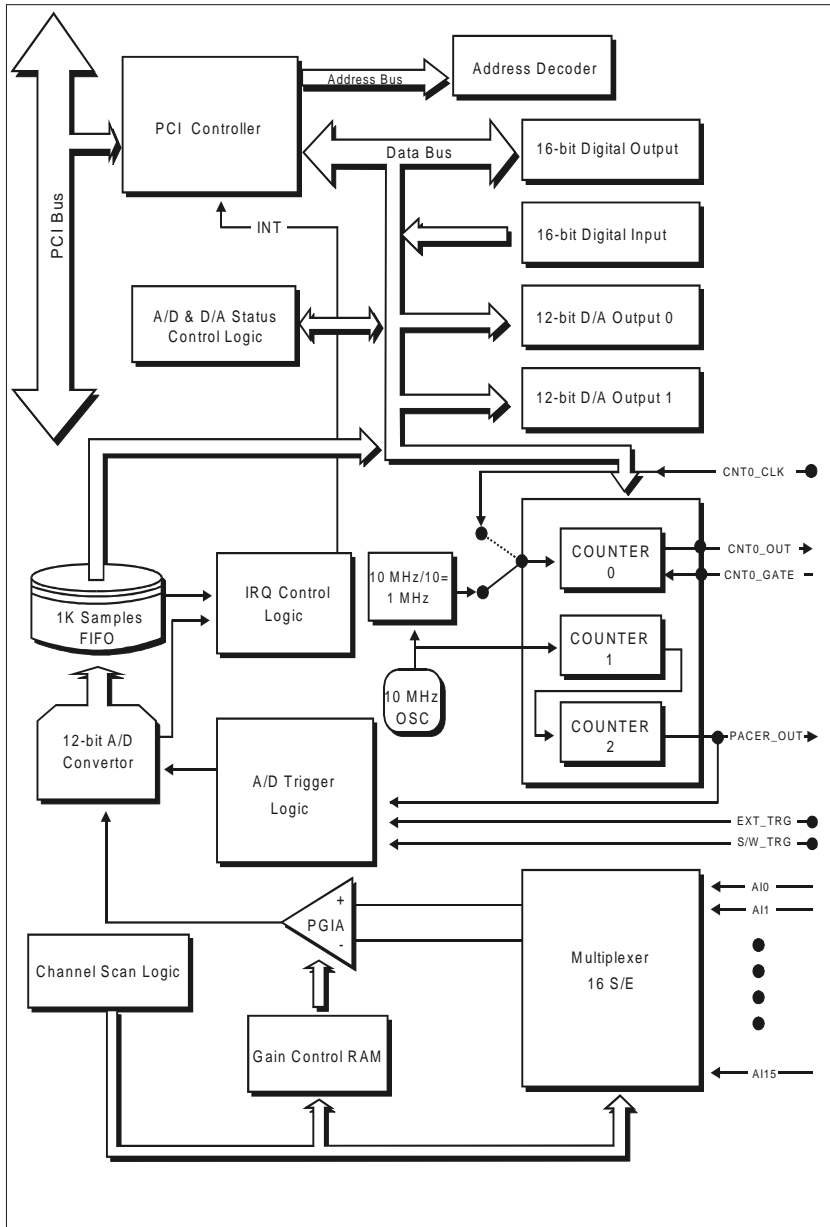 Address Bus
Address Decoder
PCI Controller
Data Bus
16-bit Digital Output
PCI Bus
INT
16-bit Digital Input
A/D & D/A Status
Control Logic
12-bit D/A Output 0
12-bit D/A Output 1
CNT0_CLK
COUNTER
0
CNT0_OUT
CNT0_GATE
10 MHz/10=
1 MHz
IRQ Control
Logic
1K Samples
FIFO
COUNTER
1
10 MHz
OSC
COUNTER
2
PACER_OUT
12-bit A/D
Convertor
A/D Trigger
Logic
EXT_TRG
S/W_TRG
AI0
AI1
+
PGIA
-
Multiplexer
16 S/E
Channel Scan Logic
Gain Control RAM
AI15